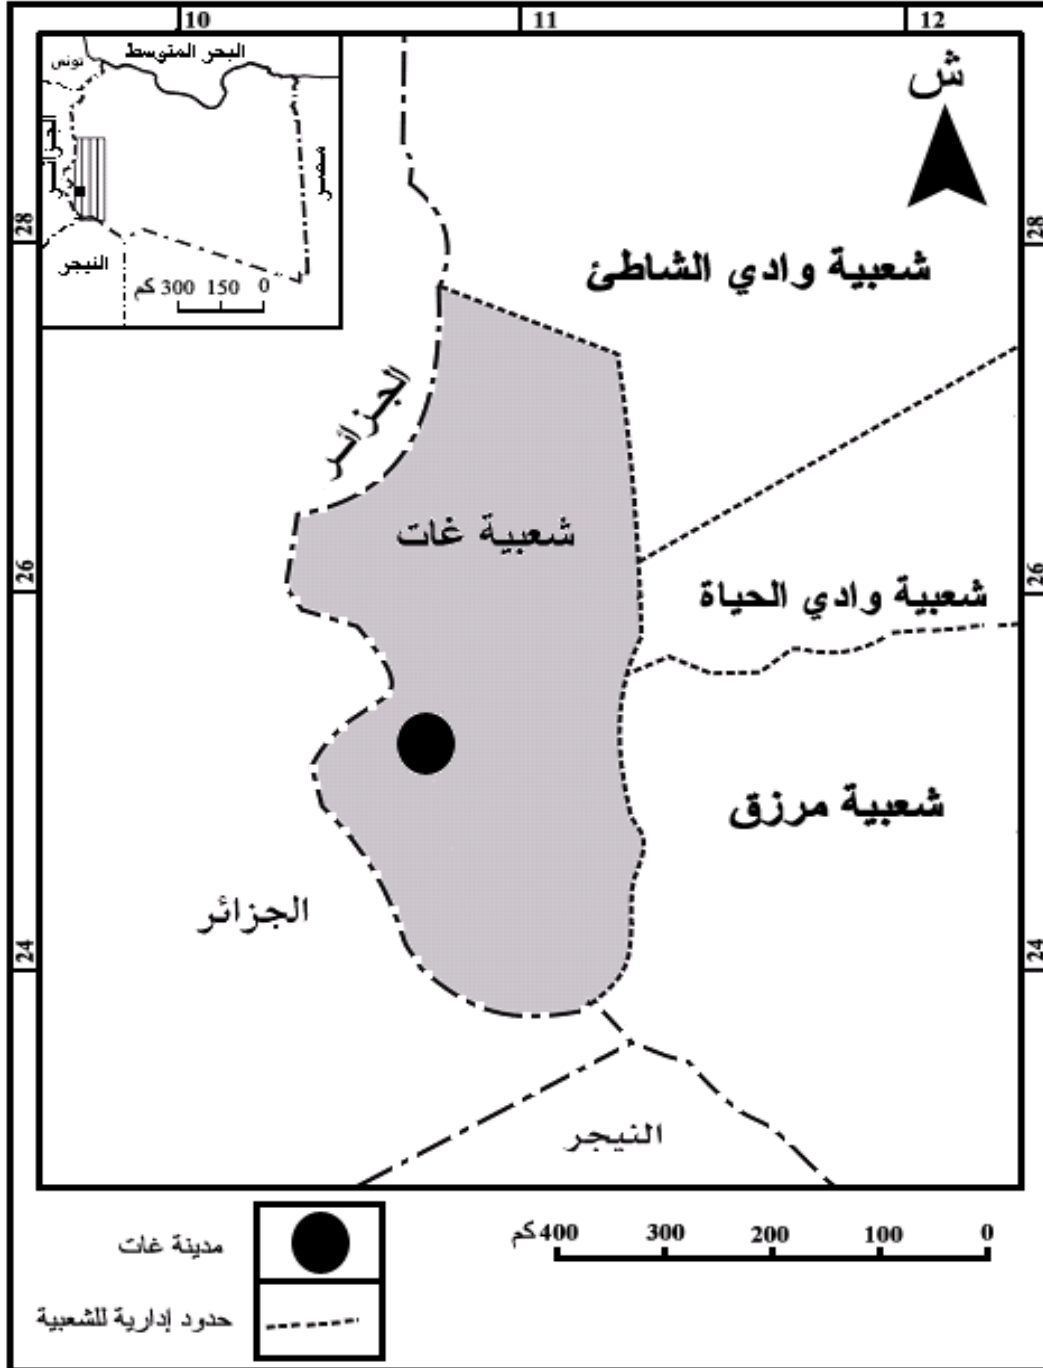 10
11
12
البحر المتوسط
تونس
الجزائر
مصر
النيجر
300 150 0 كم
ش
28
28
شعبية وادي الشاطئ
الجزائر
شعبية غات
26
26
شعبية وادي الحياة
شعبية مرزق
الجزائر
24
24
النيجر
مدينة غات
حدود إدارية للشعبية
400 300 200 100 0 كم